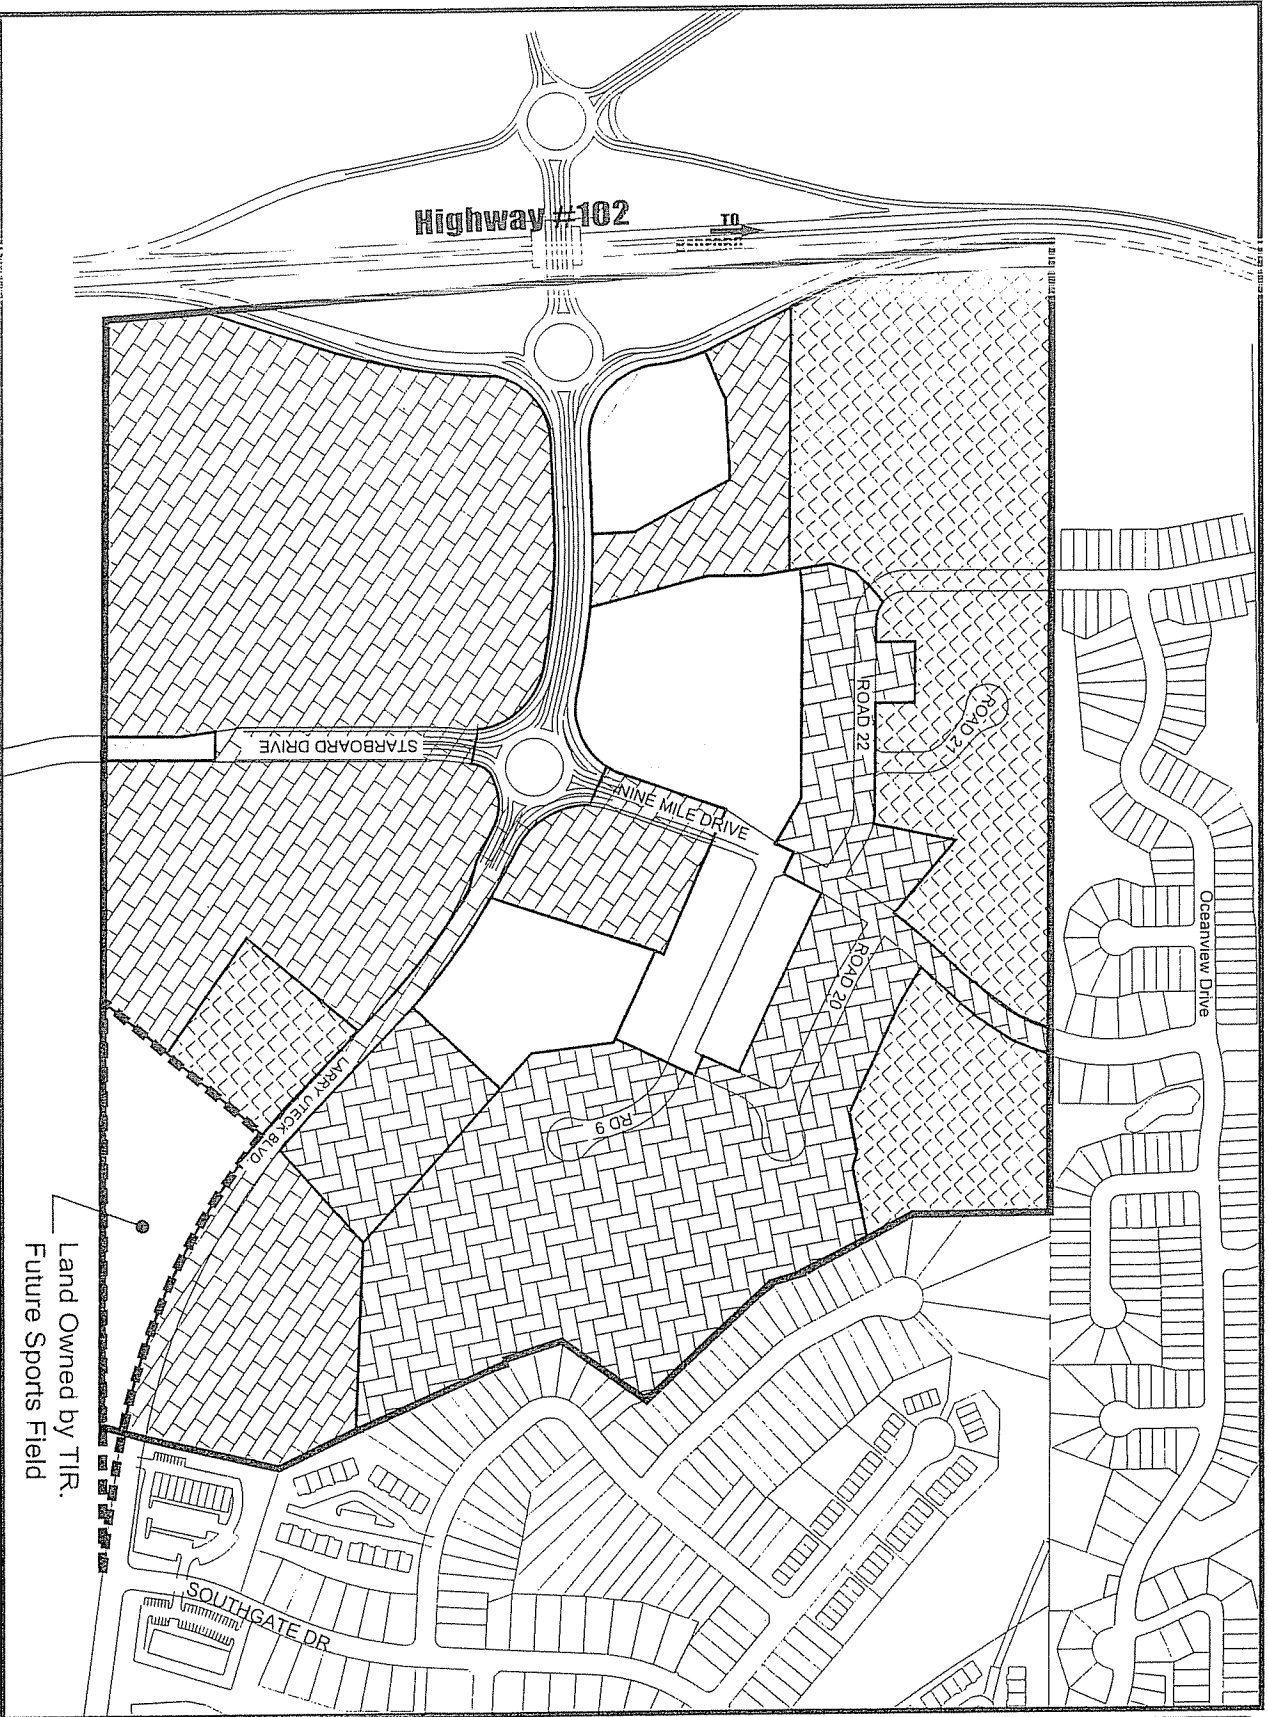 Highway #102
TO
BEDFORD
Oceanview Drive
ROAD 21
ROAD 22
STARBOARD DRIVE
NINE MILE DRIVE
ROAD 20
RD 9
LARRY UTECK BLVD.
Land Owned by TIR.
Future Sports Field
SOUTHGATE DR